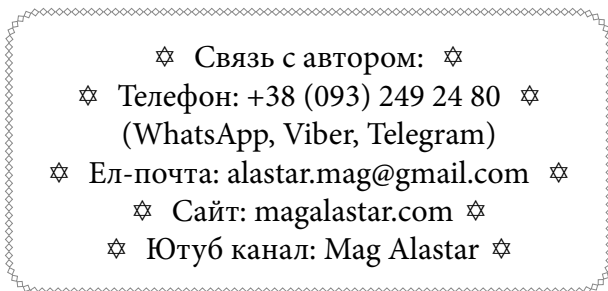 ✡ Связь с автором: ✡
✡ Телефон: +38 (093) 249 24 80 ✡
(WhatsApp, Viber, Telegram)
✡ Ел-почта: alastar.mag@gmail.com ✡
✡ Сайт: magalastar.com ✡
✡ Ютуб канал: Mag Alastar ✡